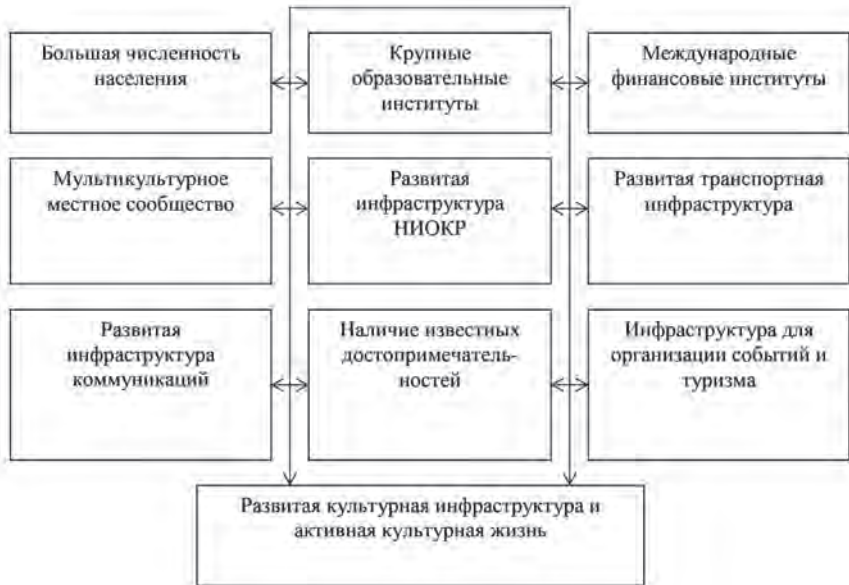 Большая численность
населения
Крупные
образовательные
институты
Международные
финансовые институты
Мультикультурное
местное сообщество
Развитая
инфраструктура
НИОКР
Развитая транспортная
инфраструктура
Развитая
инфраструктура
коммуникаций
Наличие известных
достопримечатель-
ностей
Инфраструктура для
организации событий и
туризма
Развитая культурная инфраструктура и
активная культурная жизнь